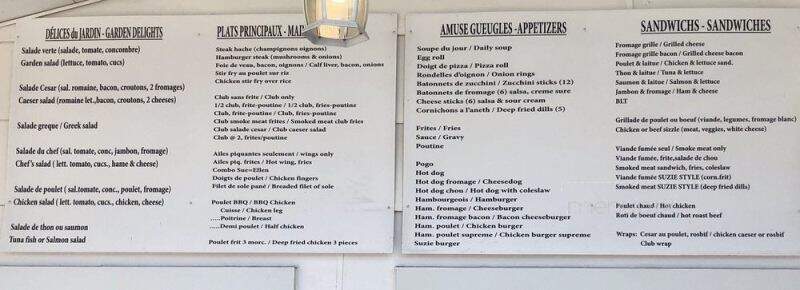 DÉLICES du JARDIN - GARDEN DELIGHTS
Salade verte (salade, tomate, concombre)
Garden salad (lettuce, tomato, cucs)
Salade Cesar (sal. romaine, bacon, croutons, 2 fromages)
Caeser salad (romaine let.,bacon, croutons, 2 cheeses)
Salade greque / Greek salad
Salade du chef (sal. tomate, conc, jambon, fromage)
Chef's salad ( lett. tomato, cucs., hame & cheese)
Salade de poulet ( sal.tomate, conc., poulet, fromage)
Chicken salad ( lett. tomato, cucs., chicken, cheese)
Salade de thon ou saumon
Tuna fish or Salmon salad
PLATS PRINCIPAUX - MAI
Steak hache (champignons oignons)
Hamburger steak (mushrooms & onions)
Foie de veau, bacon, oignons / Calf liver, bacon, onions
Stir fry au poulet sur riz
Chicken stir fry over rice
Club sans frite / Club only
1/2 club, frite-poutine / 1/2 club, fries-poutine
Club, frite-poutine / Club, fries-poutine
Club smoke meat frites / Smoked meat club fries
Club salade cesar / Club caeser salad
Club @ 2, frites/poutine
Ailes piquantes seulement / wings only
Ailes piq. frites / Hot wing, fries
Combo Sue=Ellen
Doigts de poulet / Chicken fingers
Filet de sole pané / Breaded filet of sole
Poulet BBQ / BBQ Chicken
Cuisse / Chicken leg
.....Poitrine / Breast
.....Demi poulet / Half chicken
Poulet frit 3 morc. / Deep fried chicken 3 pieces
AMUSE GUEUGLES - APPETIZERS
Soupe du jour / Daily soup
Egg roll
Doigt de pizza / Pizza roll
Rondelles d'oignon / Onion rings
Batonnets de zucchini / Zucchini sticks (12)
Batonnets de fromage (6) salsa, creme sure
Cheese sticks (6) salsa & sour cream
Cornichons a l'aneth / Deep fried dills (5)
Frites / Fries
Sauce / Gravy
Poutine
Pogo
Hot dog
Hot dog fromage / Cheesedog
Hot dog chou / Hot dog with coleslaw
Hambourgeois / Hamburger
Ham. fromage / Cheeseburger
Ham. fromage bacon / Bacon cheeseburger
Ham. poulet / Chicken burger
Ham. poulet supreme / Chicken burger supreme
Suzie burger
SANDWICHS - SANDWICHES
Fromage grille / Grilled cheese
Fromage grille bacon / Grilled cheese bacon
Poulet & laitue / Chicken & lettuce sand.
Thon & laitue / Tuna & lettuce
Saumon & laitue / Salmon & lettuce
Jambon & fromage / Ham & cheese
BLT
Grillade de poulet ou boeuf (viande, legumes, fromage blanc)
Chicken or beef sizzle (meat, veggies, white cheese)
Viande fumée seul / Smoke meat only
Viande fumée, frite,salade de chou
Smoked meat sandwich, fries, coleslaw
Viande fumée SUZIE STYLE (corn.frit)
Smoked meat SUZIE STYLE (deep fried dills)
Poulet chaud / Hot chicken
Roti de boeuf chaud / hot roast beef
Wraps: Cesar au poulet, rosbif / chicken caeser or rosbif
Club wrap